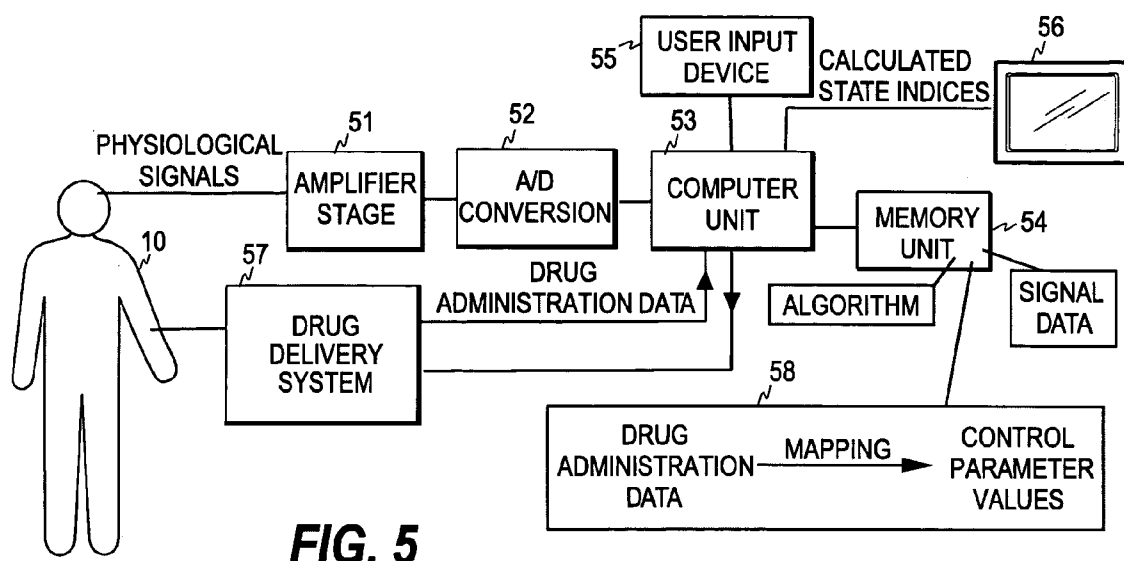 55
USER INPUT
DEVICE
CALCULATED
STATE INDICES
56
PHYSIOLOGICAL
SIGNALS
51
AMPLIFIER
STAGE
52
A/D
CONVERSION
53
COMPUTER
UNIT
MEMORY
UNIT
54
ALGORITHM
SIGNAL
DATA
10
57
DRUG
DELIVERY
SYSTEM
DRUG
ADMINISTRATION DATA
58
DRUG
ADMINISTRATION
DATA
MAPPING
CONTROL
PARAMETER
VALUES
FIG. 5